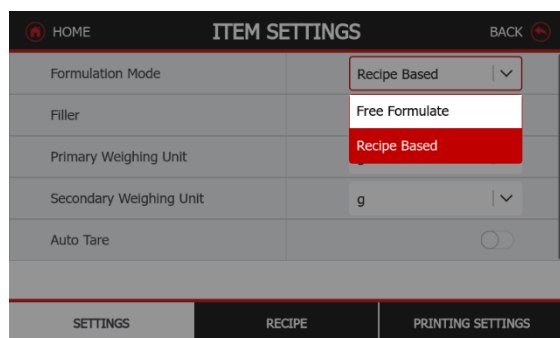 HOME ITEM SETTINGS BACK
Formulation Mode Recipe Based
Free Formulate
Filler
Recipe Based
Primary Weighing Unit
Secondary Weighing Unit g
Auto Tare
SETTINGS RECIPE PRINTING SETTINGS